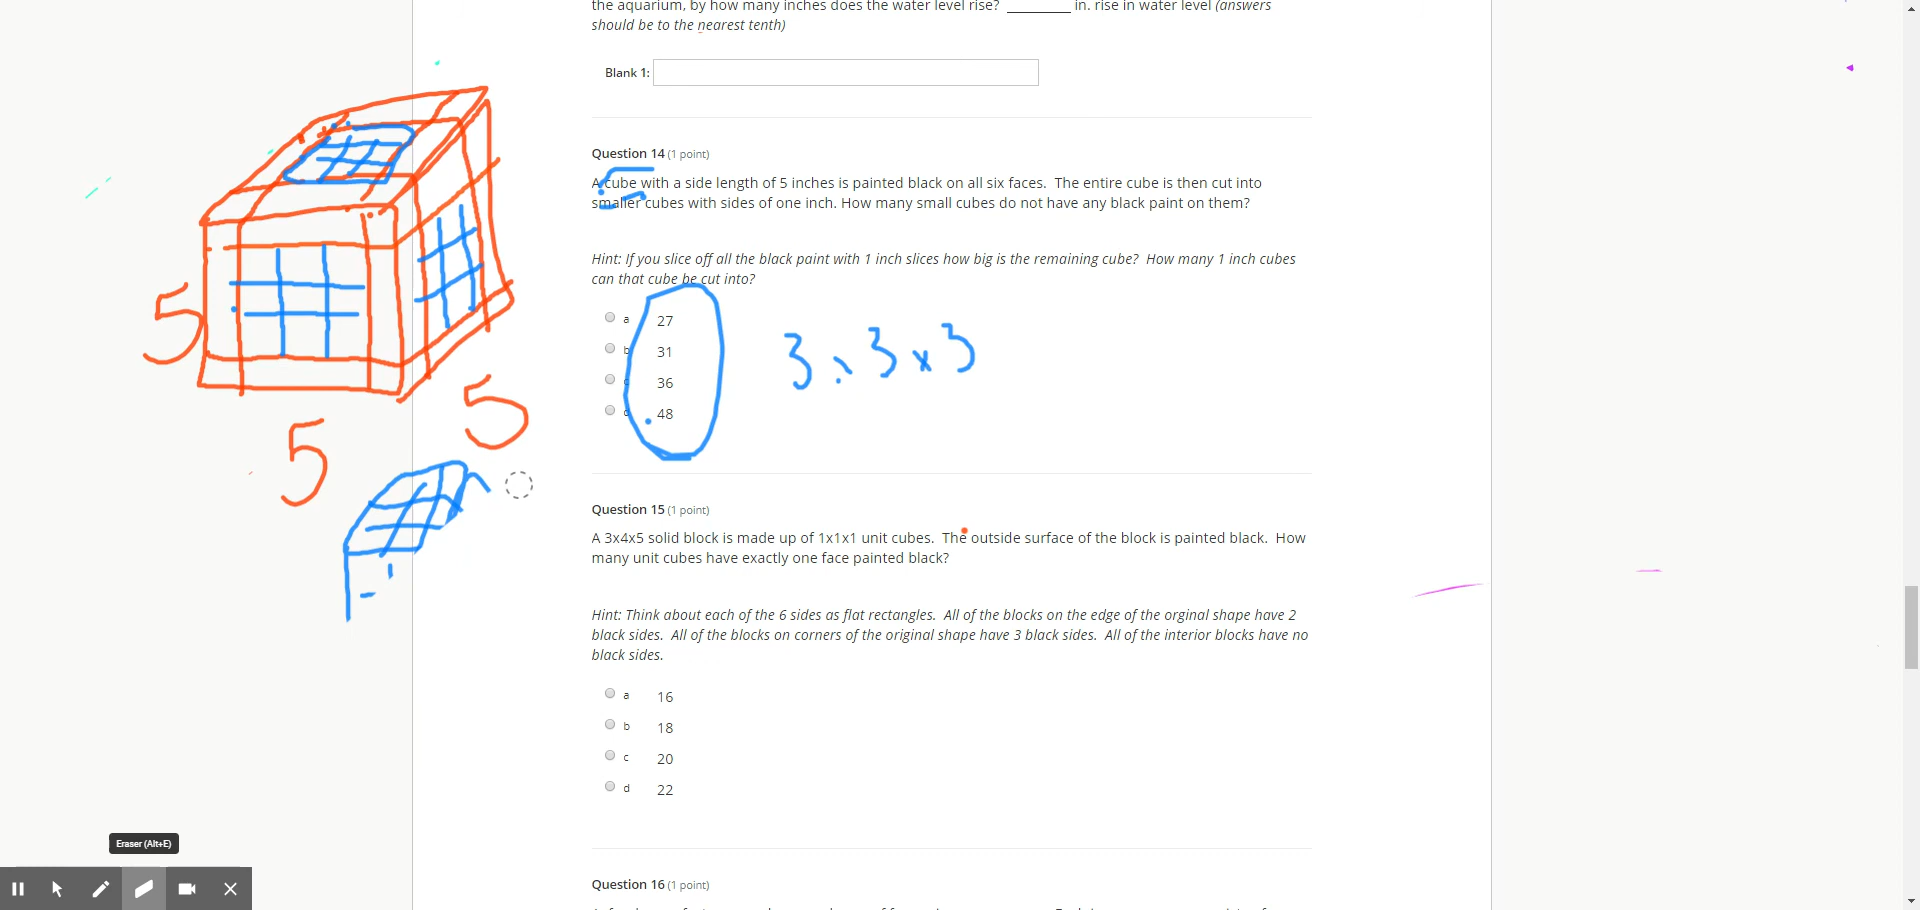 the aquarium, by how many inches does the water level rise? __________ in. rise in water level (answers
should be to the nearest tenth)
Blank 1:
Question 14 (1 point)
A cube with a side length of 5 inches is painted black on all six faces. The entire cube is then cut into
smaller cubes with sides of one inch. How many small cubes do not have any black paint on them?
Hint: If you slice off all the black paint with 1 inch slices how big is the remaining cube? How many 1 inch cubes
can that cube be cut into?
a 27
b 31
c 36
d 48
3 x 3 x 3
5
5
5
Question 15 (1 point)
A 3x4x5 solid block is made up of 1x1x1 unit cubes. The outside surface of the block is painted black. How
many unit cubes have exactly one face painted black?
Hint: Think about each of the 6 sides as flat rectangles. All of the blocks on the edge of the orginal shape have 2
black sides. All of the blocks on corners of the original shape have 3 black sides. All of the interior blocks have no
black sides.
a 16
b 18
c 20
d 22
Eraser (Alt+E)
Question 16 (1 point)